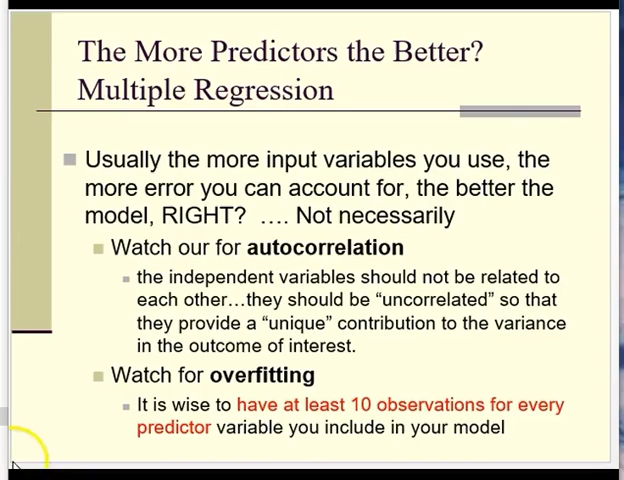 The More Predictors the Better?
Multiple Regression
Usually the more input variables you use, the
more error you can account for, the better the
model, RIGHT? …. Not necessarily
Watch our for autocorrelation
the independent variables should not be related to
each other…they should be “uncorrelated” so that
they provide a “unique” contribution to the variance
in the outcome of interest.
Watch for overfitting
It is wise to have at least 10 observations for every
predictor variable you include in your model